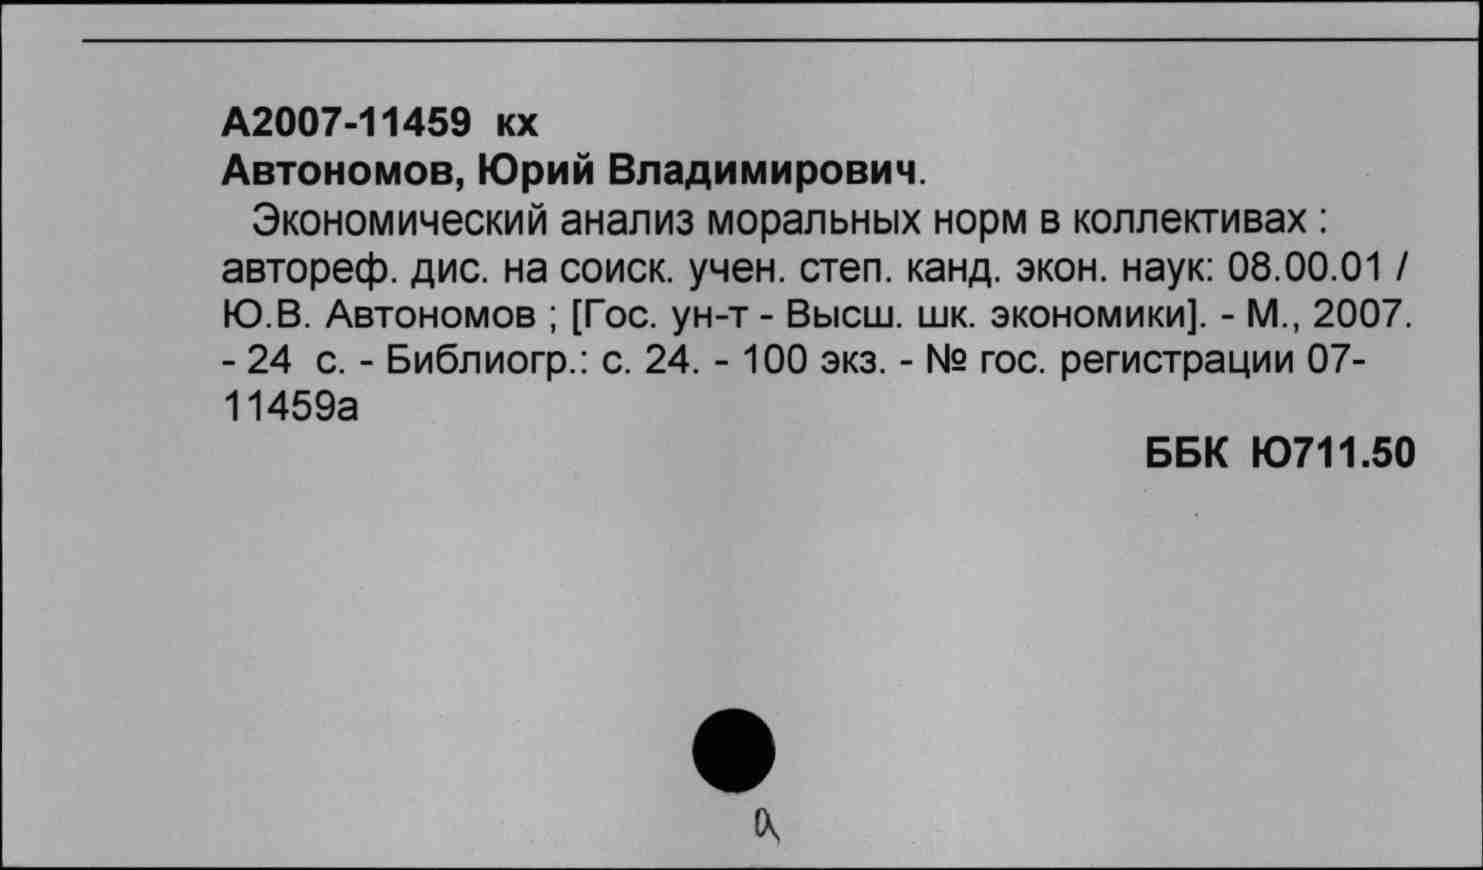 А2007-11459 кх
Автономов, Юрий Владимирович.
Экономический анализ моральных норм в коллективах :
автореф. дис. на соиск. учен. степ. канд. экон. наук: 08.00.01 /
Ю.В. Автономов ; [Гос. ун-т - Высш. шк. экономики]. - М., 2007.
- 24 с. - Библиогр.: с. 24. - 100 экз. - № гос. регистрации 07-
11459а
ББК Ю711.50